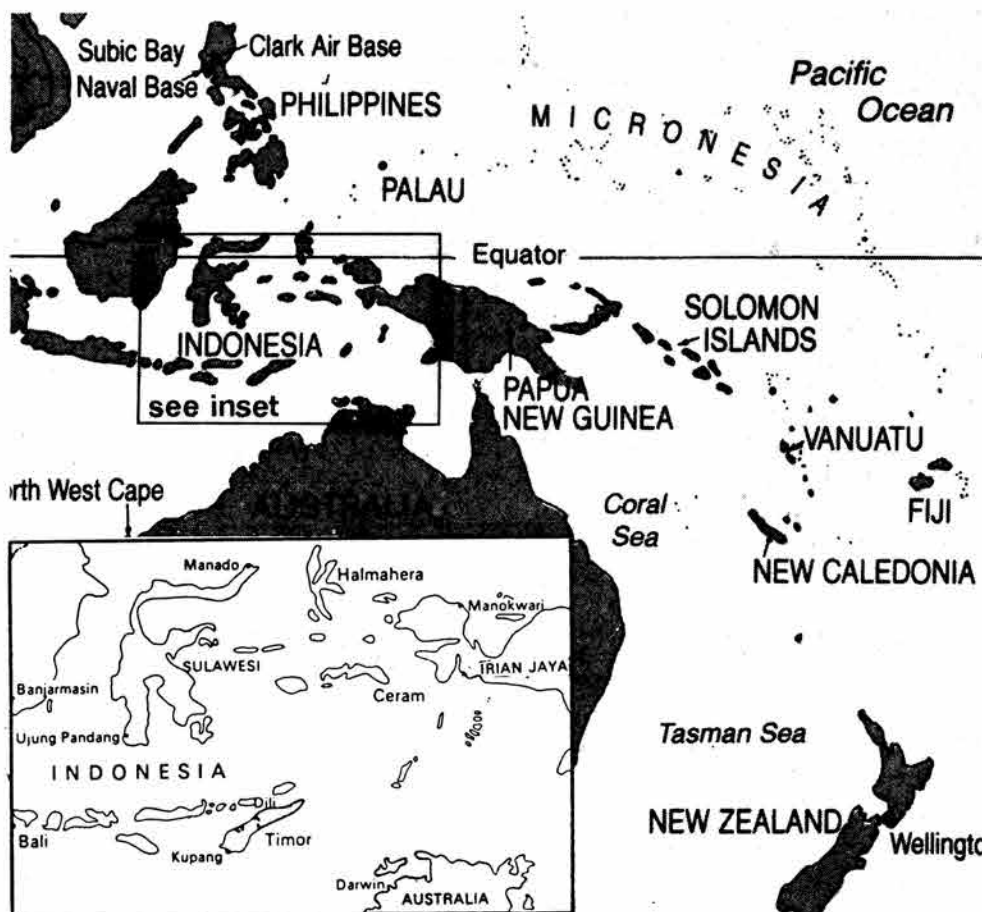 Subic Bay
Naval Base
Clark Air Base
PHILIPPINES
Pacific
Ocean
MICRONESIA
PALAU
Equator
SOLOMON
ISLANDS
INDONESIA
see inset
PAPUA
NEW GUINEA
VANUATU
FIJI
orth West Cape
AUSTRALIA
Coral
Sea
NEW CALEDONIA
Manado
Halmahera
Manokwari
SULAWESI
IRIAN JAYA
Ceram
Banjarmasin
Ujung Pandang
INDONESIA
Dili
Bali
Timor
Kupang
Darwin
AUSTRALIA
Tasman Sea
NEW ZEALAND
Wellingto